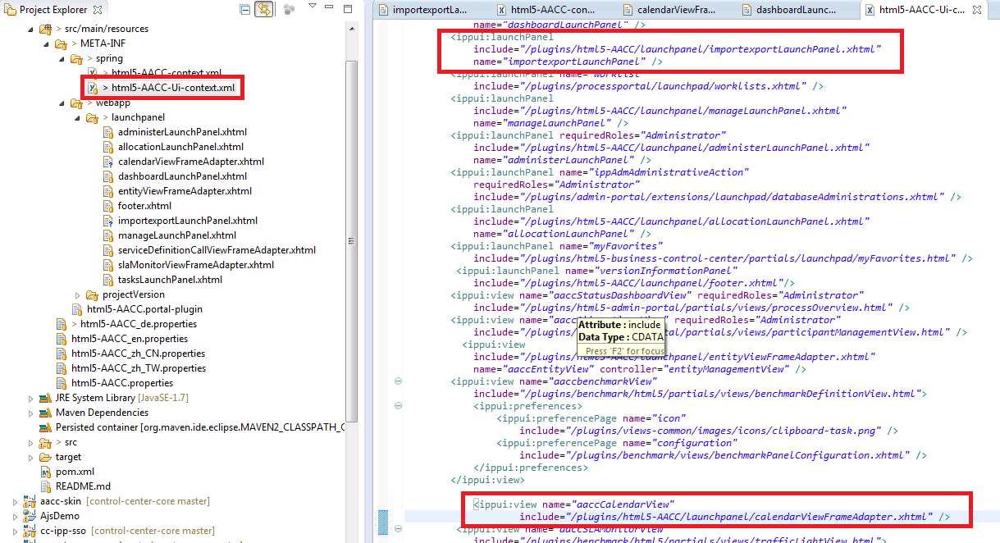 Project Explorer
> src/main/resources
> META-INF
> spring
> html5-AACC-context.xml
> html5-AACC-Ui-context.xml
> webapp
> launchpanel
administerLaunchPanel.xhtml
allocationLaunchPanel.xhtml
calendarViewFrameAdapter.xhtml
dashboardLaunchPanel.xhtml
entityViewFrameAdapter.xhtml
footer.xhtml
importexportLaunchPanel.xhtml
manageLaunchPanel.xhtml
serviceDefinitionCallViewFrameAdapter.xhtml
slaMonitorViewFrameAdapter.xhtml
tasksLaunchPanel.xhtml
projectVersion
html5-AACC.portal-plugin
> html5-AACC_de.properties
html5-AACC_en.properties
html5-AACC_zh_CN.properties
html5-AACC_zh_TW.properties
html5-AACC.properties
JRE System Library [JavaSE-1.7]
Maven Dependencies
Persisted container [org.maven.ide.eclipse.MAVEN2_CLASSPATH_C
> src
target
pom.xml
README.md
aacc-skin [control-center-core master]
AjsDemo
cc-ipp-sso [control-center-core master]
importexportLa... html5-AACC-con... calendarViewFra... dashboardLaunc... html5-AACC-Ui-c...
name="dashboardLaunchPanel" />
<ippui:launchPanel
include="/plugins/html5-AACC/launchpanel/importexportLaunchPanel.xhtml"
name="importexportLaunchPanel" />
<ippui:launchPanel name="worklist"
include="/plugins/processportal/launchpad/worklists.xhtml" />
<ippui:launchPanel
include="/plugins/html5-AACC/launchpanel/manageLaunchPanel.xhtml"
name="manageLaunchPanel" />
<ippui:launchPanel requiredRoles="Administrator"
include="/plugins/html5-AACC/launchpanel/administerLaunchPanel.xhtml"
name="administerLaunchPanel" />
<ippui:launchPanel name="ippAdmAdministrativeAction"
requiredRoles="Administrator"
include="/plugins/admin-portal/extensions/launchpad/databaseAdministrations.xhtml" />
<ippui:launchPanel
include="/plugins/html5-AACC/launchpanel/allocationLaunchPanel.xhtml"
name="allocationLaunchPanel" />
<ippui:launchPanel name="myFavorites"
include="/plugins/html5-business-control-center/partials/launchpad/myFavorites.html" />
<ippui:launchPanel name="versionInformationPanel"
include="/plugins/html5-AACC/launchpanel/footer.xhtml"/>
<ippui:view name="aaccStatusDashboardView" requiredRoles="Administrator"
include="/plugins/html5-admin-portal/partials/views/processOverview.html" />
<ippui:view requiredRoles="Administrator"
/partials/views/participantManagementView.html" />
<ippui:view
include="/plugins/html5-AACC/launchpanel/entityViewFrameAdapter.xhtml"
name="aaccEntityView" controller="entityManagementView" />
Attribute : include
Data Type : CDATA
Press 'F2' for focus
<ippui:view name="aaccbenchmarkView"
include="/plugins/benchmark/html5/partials/views/benchmarkDefinitionView.html">
<ippui:preferences>
<ippui:preferencePage name="icon"
include="/plugins/views-common/images/icons/clipboard-task.png" />
<ippui:preferencePage name="configuration"
include="/plugins/benchmark/views/benchmarkPanelConfiguration.xhtml" />
</ippui:preferences>
</ippui:view>
<ippui:view name="aaccCalendarView"
include="/plugins/html5-AACC/launchpanel/calendarViewFrameAdapter.xhtml" />
<ippui:view name="aaccSLAMonitorView"
include="/plugins/benchmark/html5/partials/views/trafficLightView.html">